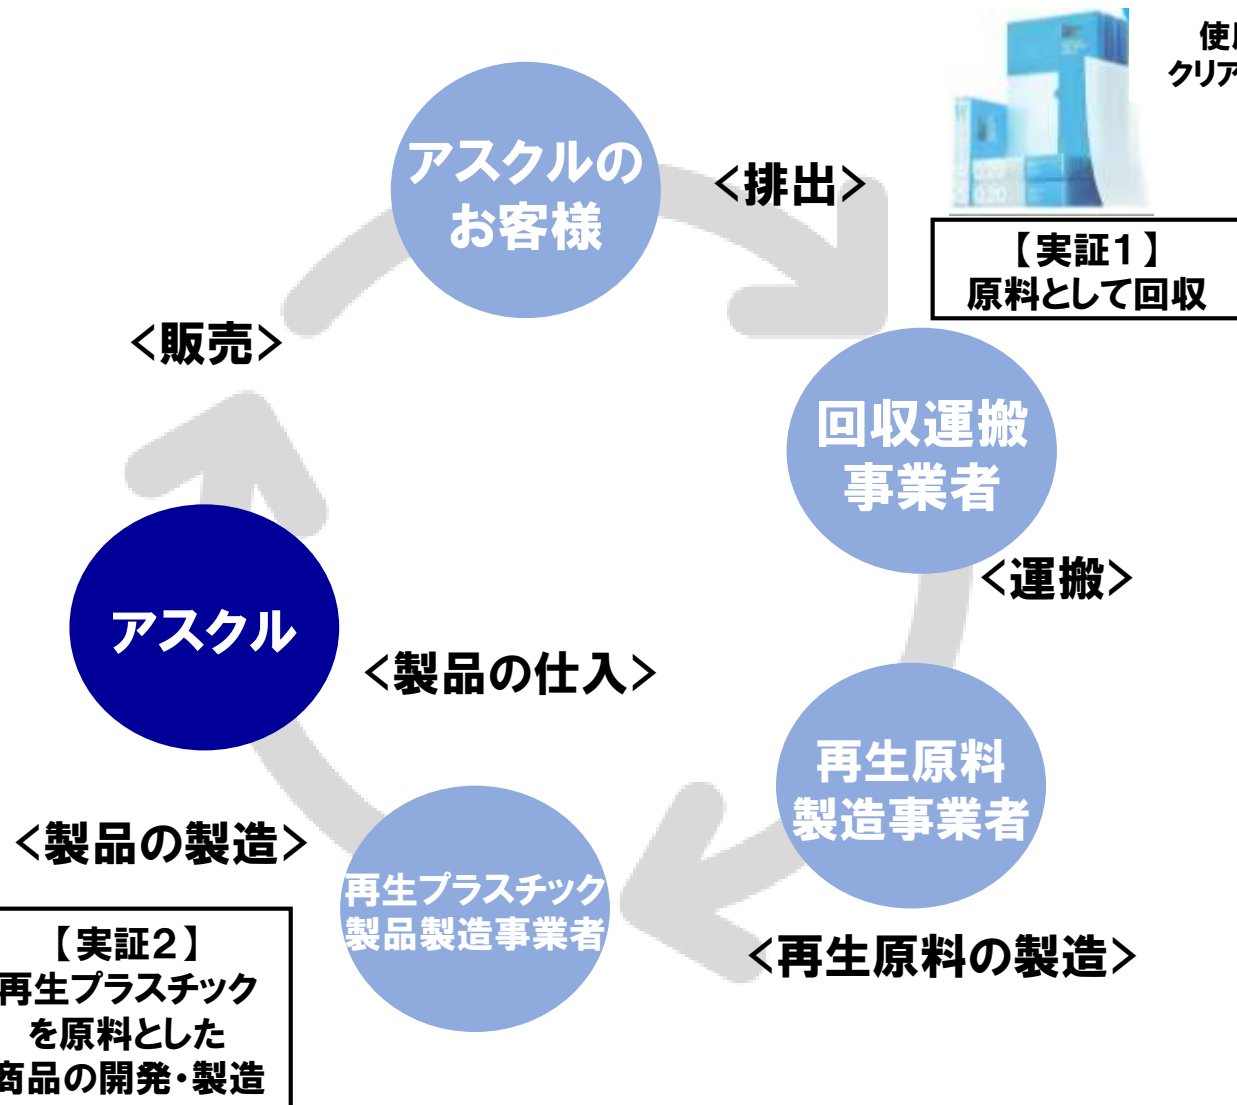 使
クリア
アスクルの
お客様
<排出>
【実証1】
原料として回収
<販売>
回収運搬
事業者
<運搬>
アスクル
<製品の仕入>
再生原料
製造事業者
<製品の製造>
再生プラスチック
製品製造事業者
<再生原料の製造>
【実証2】
再生プラスチック
を原料とした
商品の開発・製造